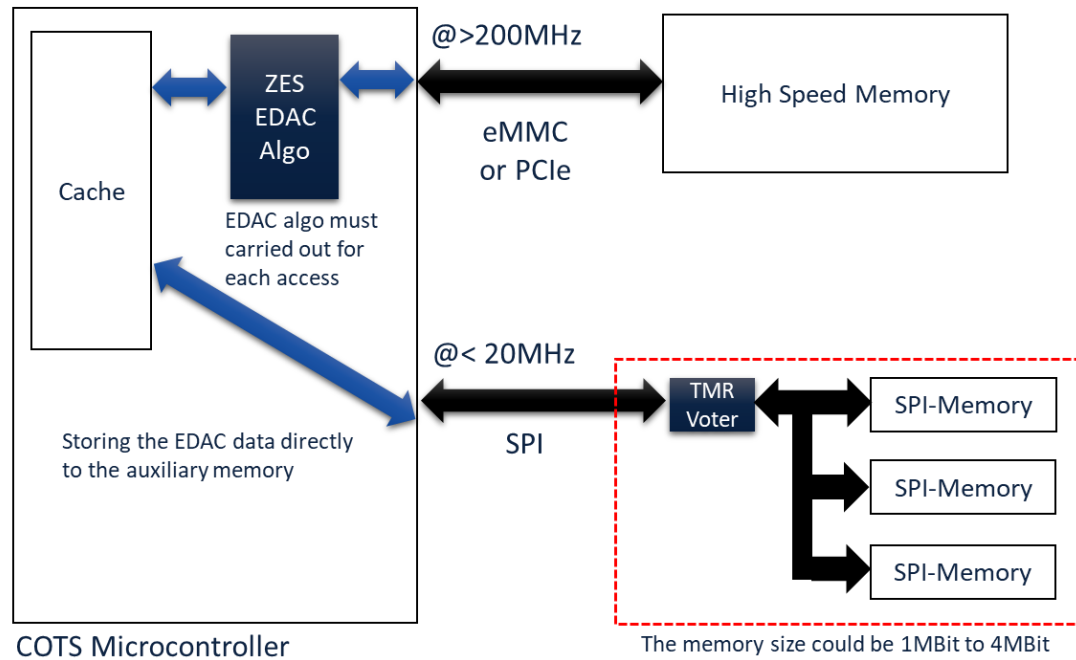 @>200MHz
ZES
EDAC
Algo
High Speed Memory
eMMC
or PCIe
Cache
EDAC algo must
carried out for
each access
@< 20MHz
TMR
Voter
SPI-Memory
SPI
Storing the EDAC data directly
to the auxiliary memory
SPI-Memory
SPI-Memory
COTS Microcontroller
The memory size could be 1MBit to 4MBit